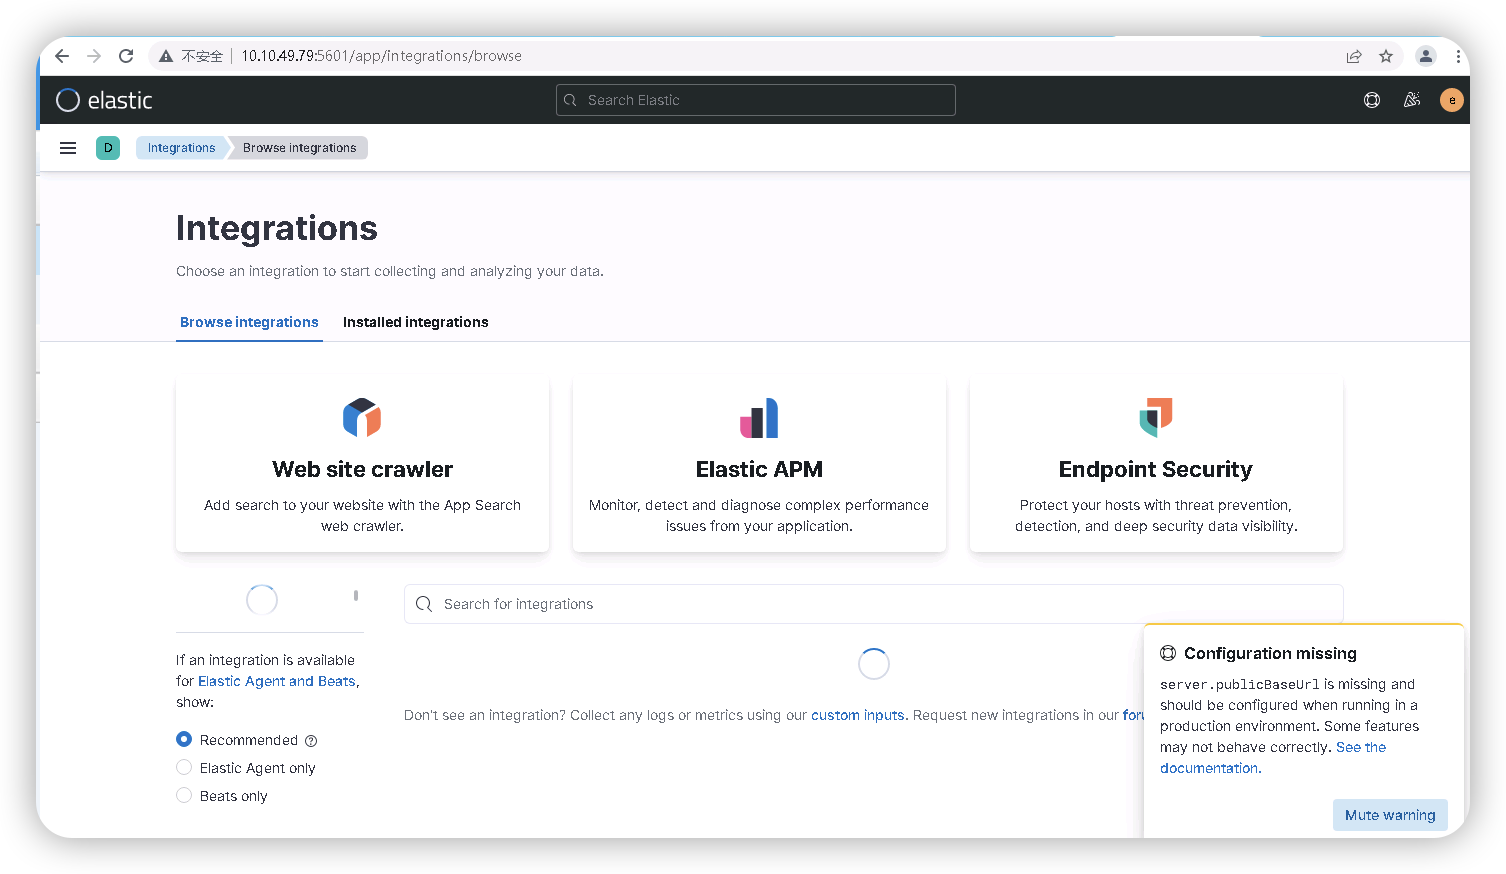 不安全 10.10.49.79:5601/app/integrations/browse
elastic
Search Elastic
e
D
Integrations
Browse integrations
Integrations
Choose an integration to start collecting and analyzing your data.
Browse integrations
Installed integrations
Web site crawler
Add search to your website with the App Search
web crawler.
Elastic APM
Monitor, detect and diagnose complex performance
issues from your application.
Endpoint Security
Protect your hosts with threat prevention,
detection, and deep security data visibility.
Search for integrations
If an integration is available
for Elastic Agent and Beats,
show:
Recommended
Elastic Agent only
Beats only
Don't see an integration? Collect any logs or metrics using our custom inputs. Request new integrations in our
Configuration missing
server.publicBaseUrl is missing and
should be configured when running in a
production environment. Some features
may not behave correctly. See the
documentation.
Mute warning